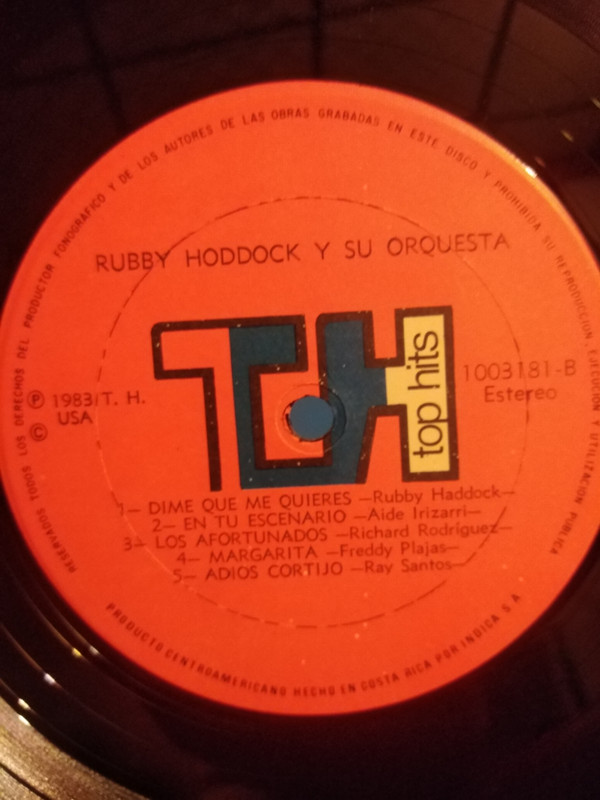 RESERVADOS TODOS LOS DERECHOS DEL PRODUCTOR FONOGRAFICO Y DE LOS AUTORES DE LAS OBRAS GRABADAS EN ESTE DISCO Y PROHIBIDA SU REPRODUCCION, EJECUCION Y UTILIZACION PUBLICA
RUBBY HODDOCK Y SU ORQUESTA
TH
top hits
1003181-B
Estereo
Ⓟ 1983/T. H.
© USA
1— DIME QUE ME QUIERES —Rubby Haddock—
2— EN TU ESCENARIO —Aide Irizarri—
3— LOS AFORTUNADOS —Richard Rodríguez—
4— MARGARITA —Freddy Plajas—
5— ADIOS CORTIJO —Ray Santos—
PRODUCTO CENTROAMERICANO HECHO EN COSTA RICA POR INDICA S.A.